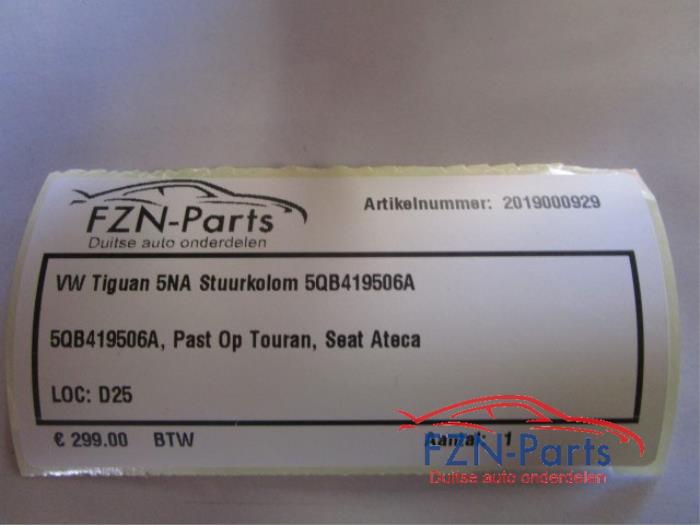 FZN-Parts
Duitse auto onderdelen
Artikelnummer: 2019000929
VW Tiguan 5NA Stuurkolom 5QB419506A
5QB419506A, Past Op Touran, Seat Ateca
LOC: D25
€ 299.00 BTW
Aantal: 1
FZN-Parts
Duitse auto onderdelen